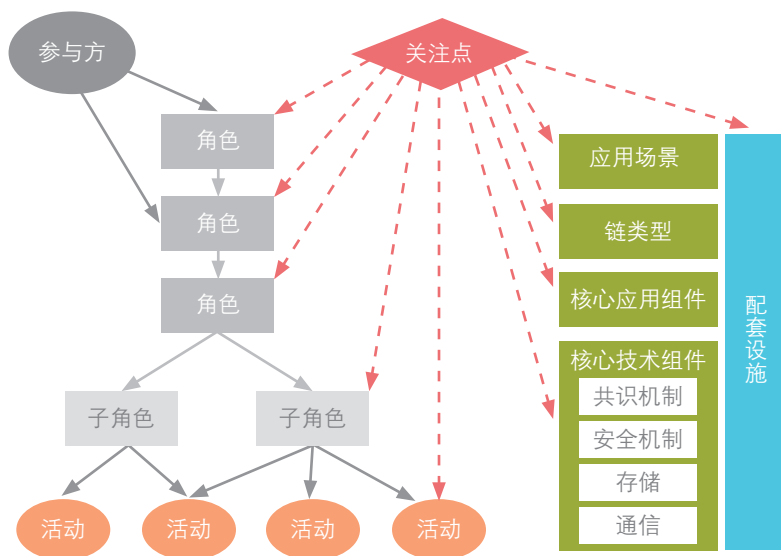 参与方
关注点
角色
角色
角色
子角色
子角色
活动
活动
活动
活动
应用场景
链类型
核心应用组件
核心技术组件
共识机制
安全机制
存储
通信
配套设施